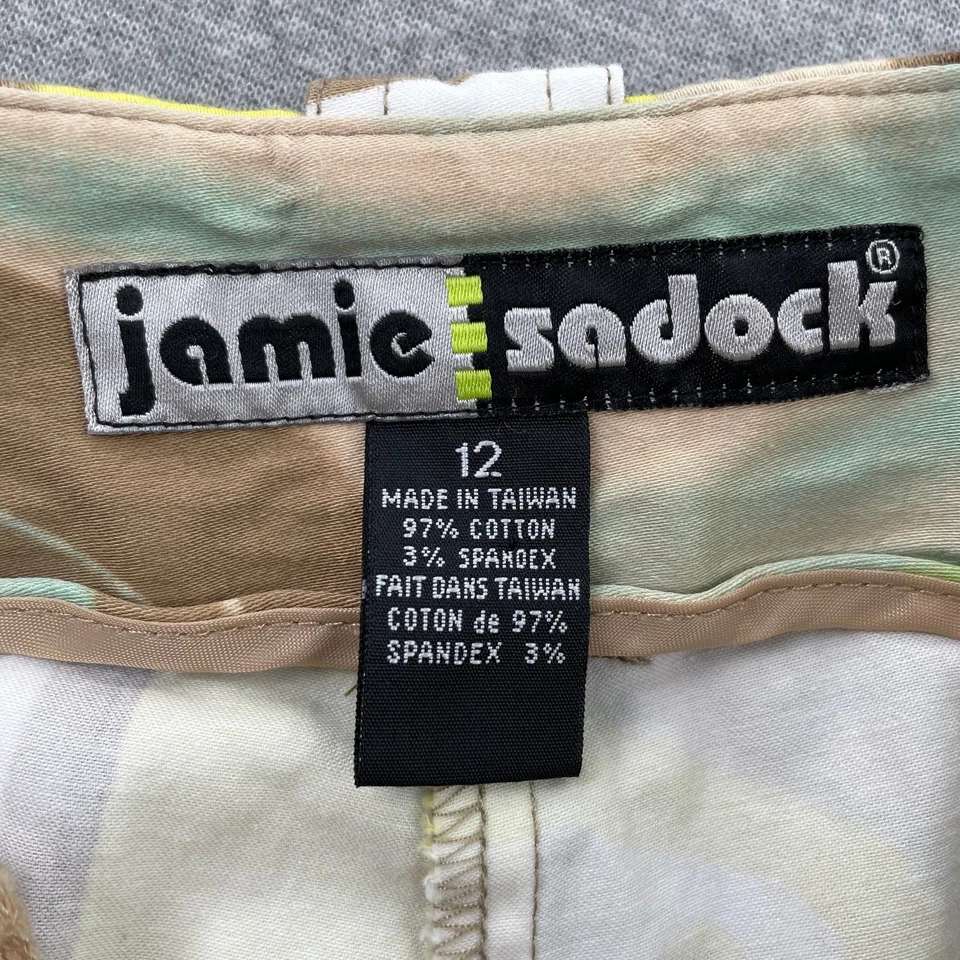 jamie sadock®
12
MADE IN TAIWAN
97% COTTON
3% SPANDEX
FAIT DANS TAIWAN
COTON de 97%
SPANDEX 3%